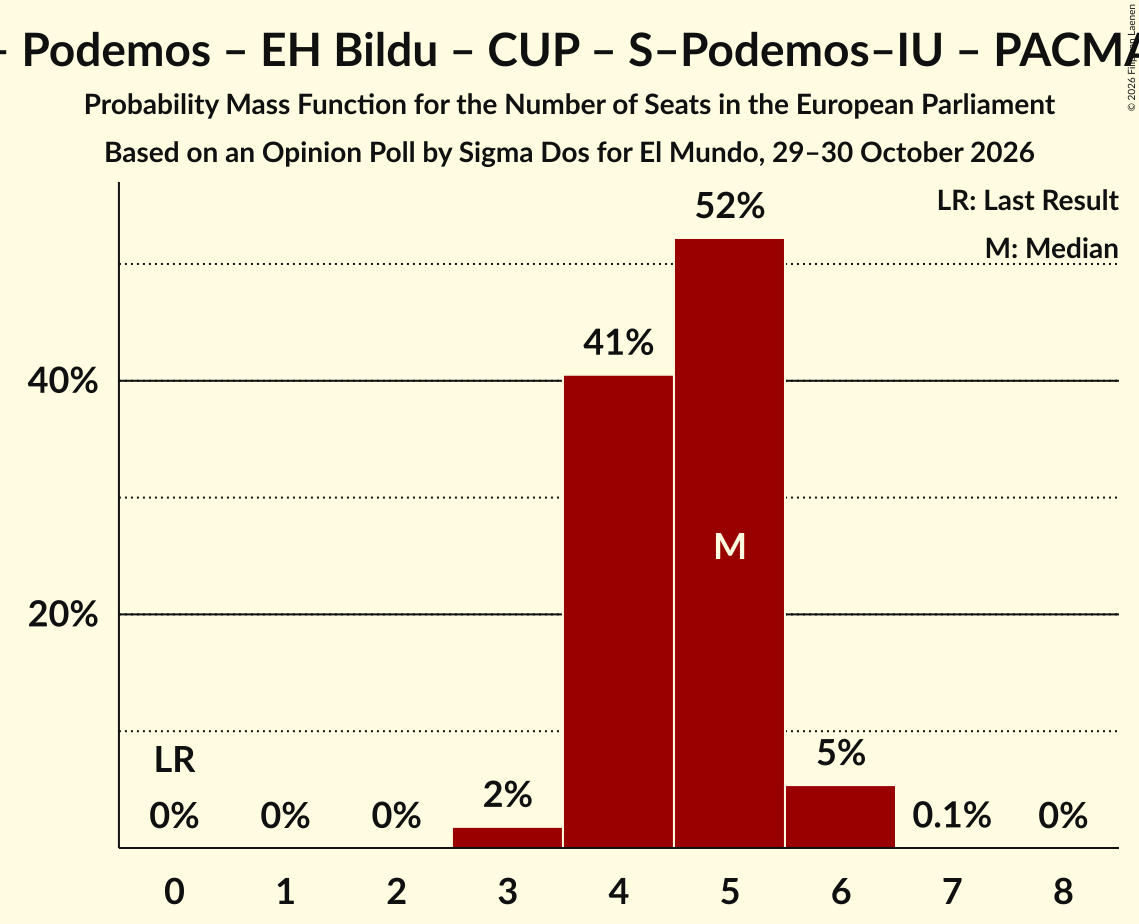 – Podemos – EH Bildu – CUP – S–Podemos–IU – PACMA
Probability Mass Function for the Number of Seats in the European Parliament
Based on an Opinion Poll by Sigma Dos for El Mundo, 29–30 October 2026
LR: Last Result
M: Median
52%
41%
40%
M
20%
LR
5%
2%
0%
0%
0%
0.1%
0%
0 1 2 3 4 5 6 7 8